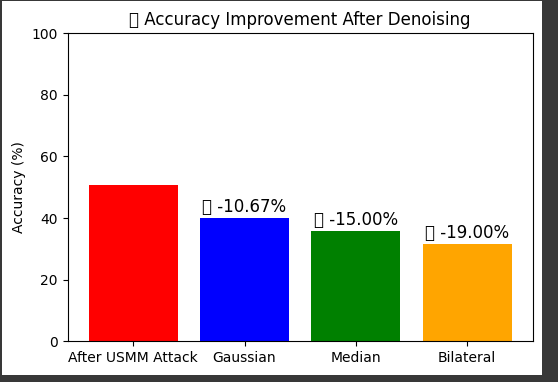 Accuracy Improvement After Denoising
100
80
60
40
20
0
Accuracy (%)
-10.67%
-15.00%
-19.00%
After USMM Attack
Gaussian
Median
Bilateral